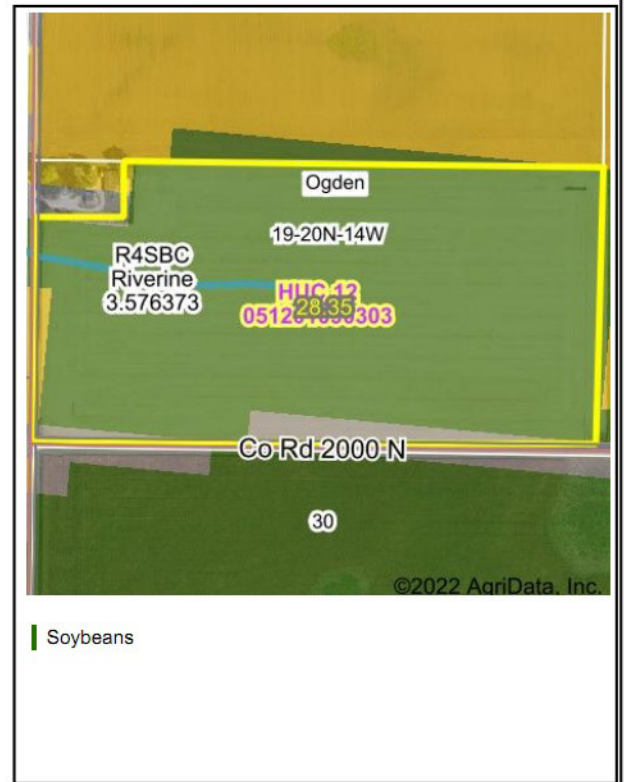 Ogden
19-20N-14W
R4SBC
Riverine
3.576373
HUC-12
28.35
Co Rd 2000 N
30
©2022 AgriData, Inc.
Soybeans